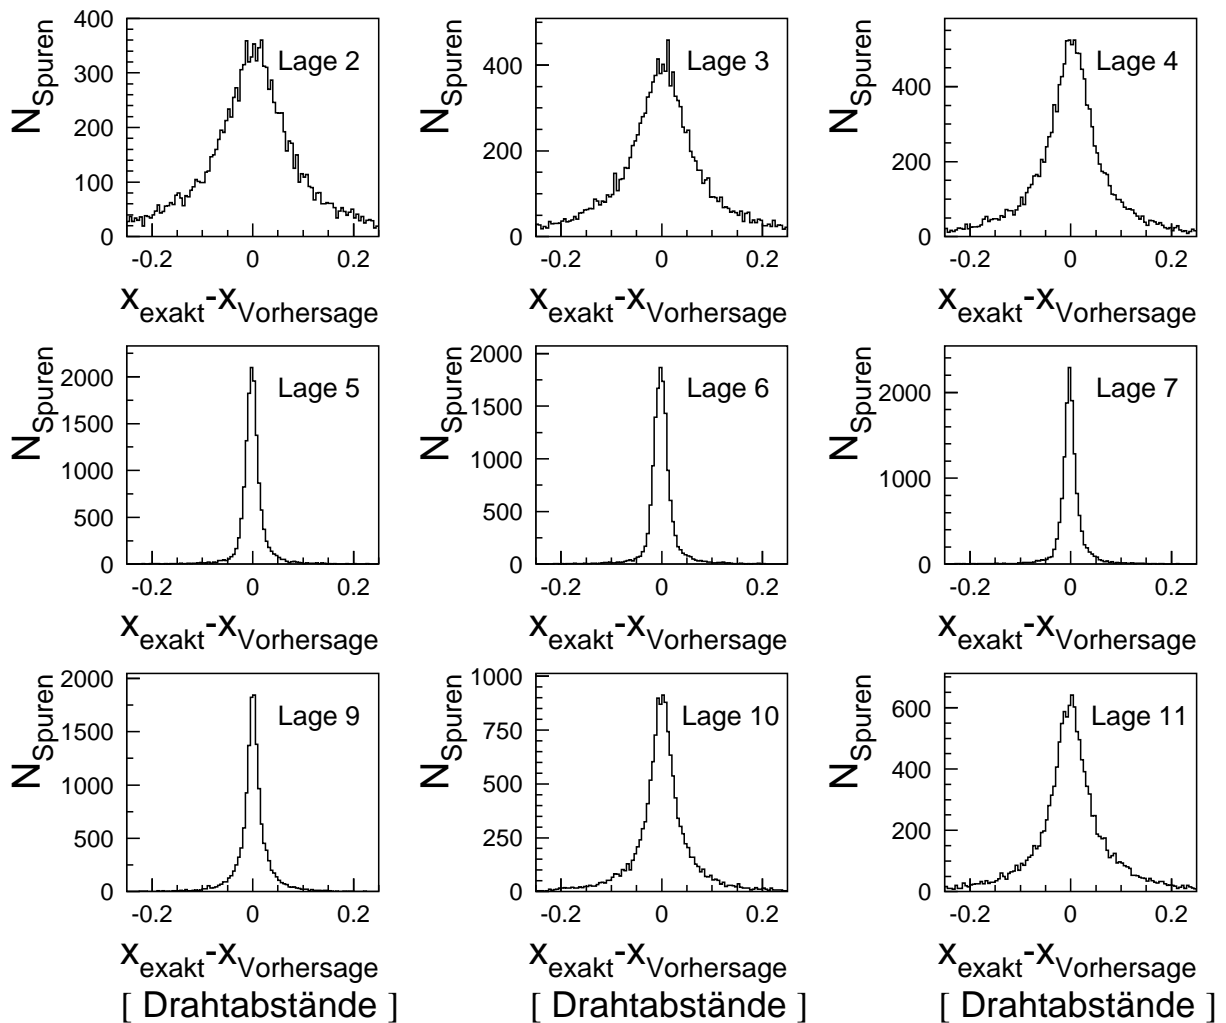 400
300
200
100
0
N_Spuren
Lage 2
-0.2 0 0.2
x_exakt-x_Vorhersage
400
200
0
N_Spuren
Lage 3
-0.2 0 0.2
x_exakt-x_Vorhersage
400
200
0
N_Spuren
Lage 4
-0.2 0 0.2
x_exakt-x_Vorhersage
2000
1500
1000
500
0
N_Spuren
Lage 5
-0.2 0 0.2
x_exakt-x_Vorhersage
2000
1500
1000
500
0
N_Spuren
Lage 6
-0.2 0 0.2
x_exakt-x_Vorhersage
2000
1000
0
N_Spuren
Lage 7
-0.2 0 0.2
x_exakt-x_Vorhersage
2000
1500
1000
500
0
N_Spuren
Lage 9
-0.2 0 0.2
x_exakt-x_Vorhersage
[ Drahtabstände ]
1000
750
500
250
0
N_Spuren
Lage 10
-0.2 0 0.2
x_exakt-x_Vorhersage
[ Drahtabstände ]
600
400
200
0
N_Spuren
Lage 11
-0.2 0 0.2
x_exakt-x_Vorhersage
[ Drahtabstände ]